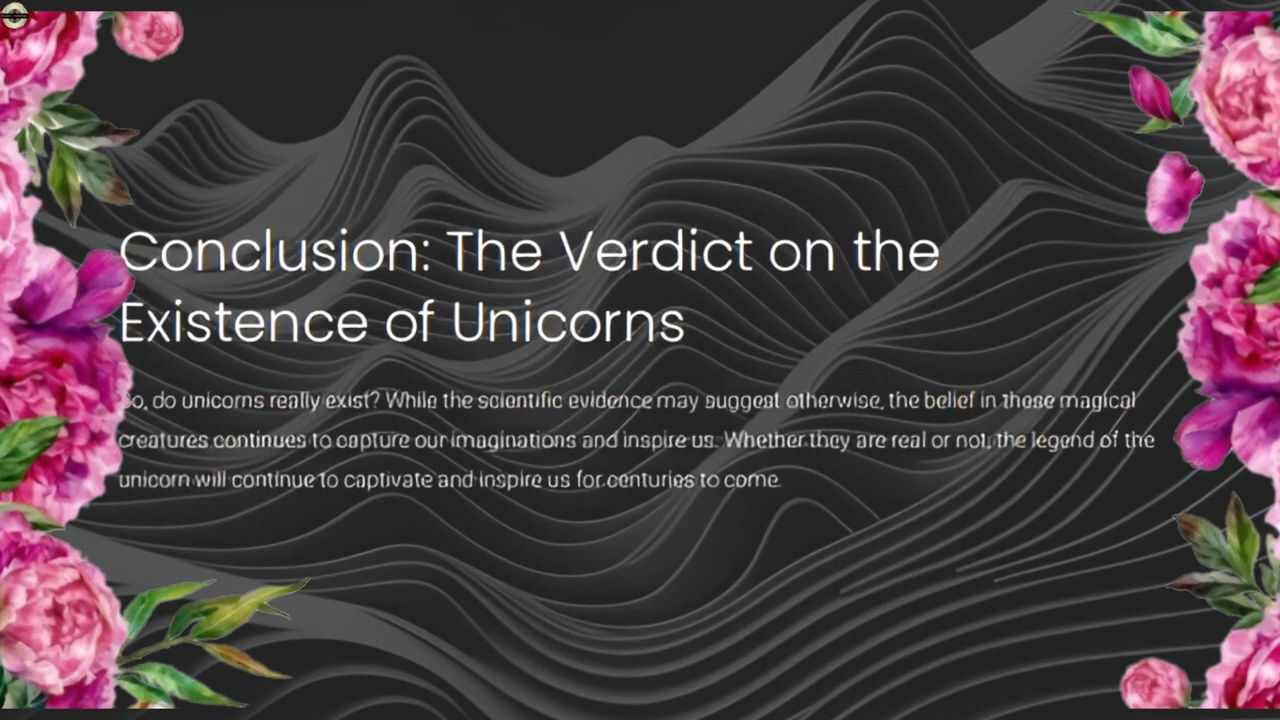 Conclusion: The Verdict on the
Existence of Unicorns
So, do unicorns really exist? While the scientific evidence may suggest otherwise, the belief in these magical
creatures continues to capture our imaginations and inspire us. Whether they are real or not, the legend of the
unicorn will continue to captivate and inspire us for centuries to come.